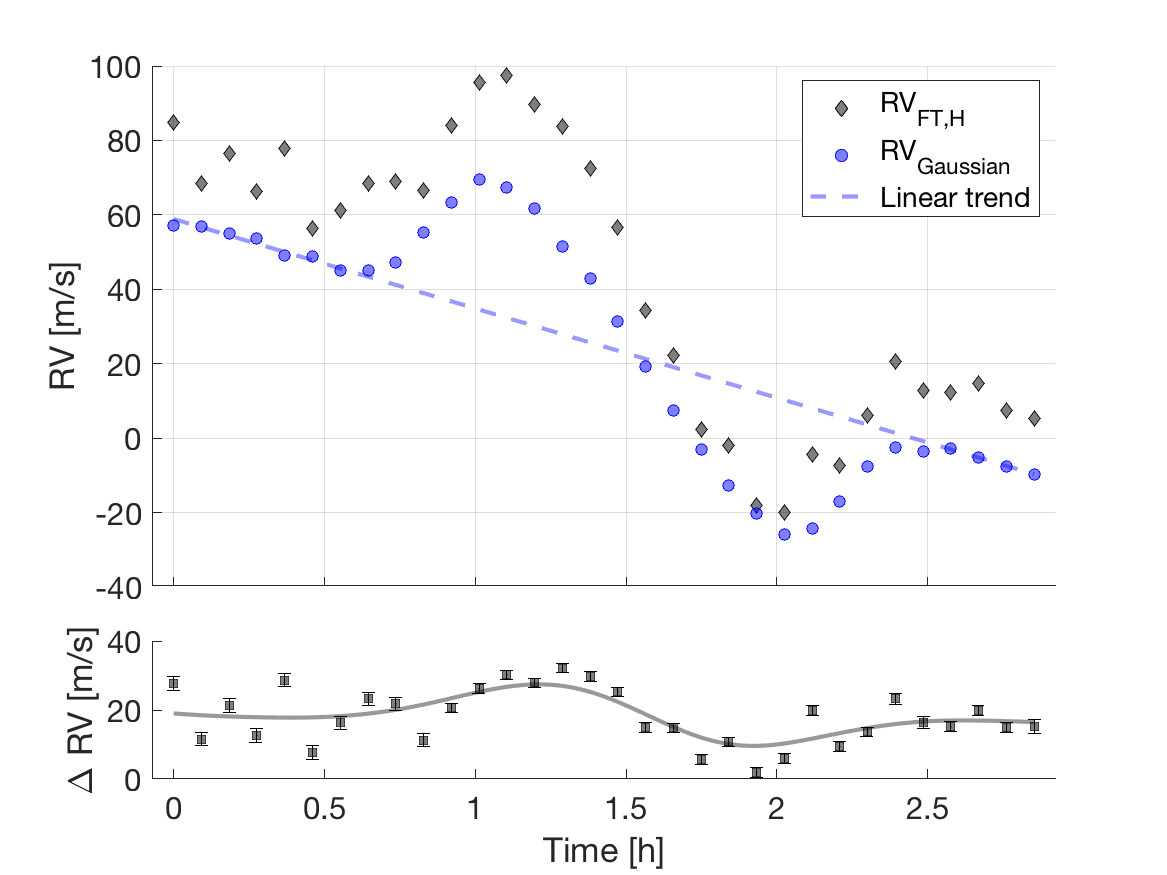 100
80
60
40
20
0
-20
-40
RV [m/s]
RV_FT,H
RV_Gaussian
Linear trend
40
20
0
Δ RV [m/s]
0 0.5 1 1.5 2 2.5
Time [h]